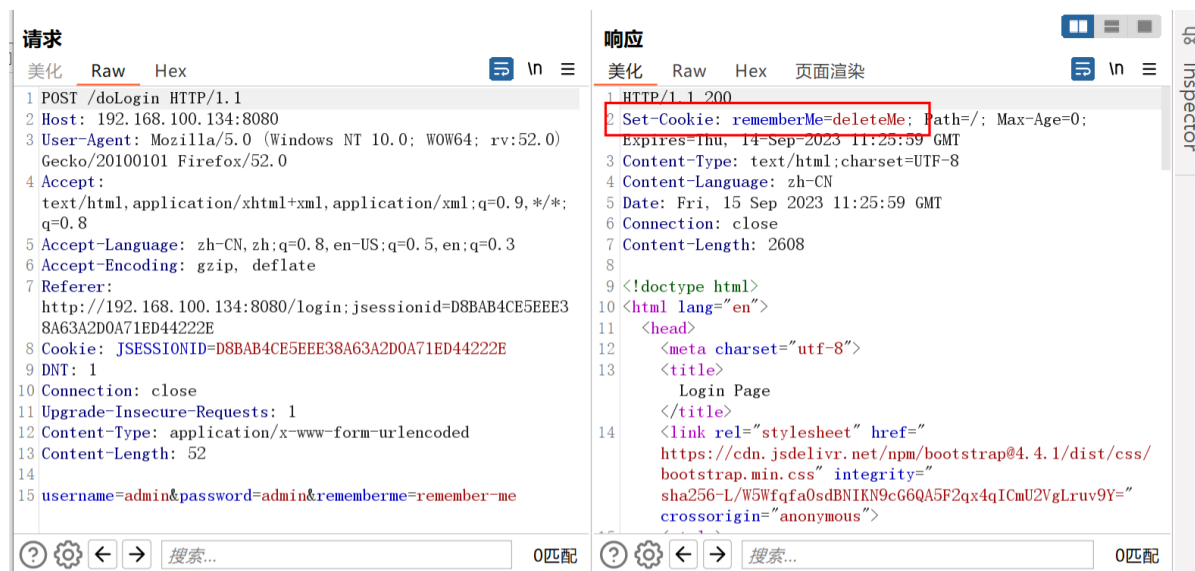 请求
美化 Raw Hex \n
1 POST /doLogin HTTP/1.1
2 Host: 192.168.100.134:8080
3 User-Agent: Mozilla/5.0 (Windows NT 10.0; WOW64; rv:52.0)
Gecko/20100101 Firefox/52.0
4 Accept:
text/html,application/xhtml+xml,application/xml;q=0.9,*/*;
q=0.8
5 Accept-Language: zh-CN,zh;q=0.8,en-US;q=0.5,en;q=0.3
6 Accept-Encoding: gzip, deflate
7 Referer:
http://192.168.100.134:8080/login;jsessionid=D8BAB4CE5EEE3
8A63A2D0A71ED44222E
8 Cookie: JSESSIONID=D8BAB4CE5EEE38A63A2D0A71ED44222E
9 DNT: 1
10 Connection: close
11 Upgrade-Insecure-Requests: 1
12 Content-Type: application/x-www-form-urlencoded
13 Content-Length: 52
14
15 username=admin&password=admin&rememberme=remember-me
搜索... 0匹配
响应
美化 Raw Hex 页面渲染 \n
1 HTTP/1.1 200
2 Set-Cookie: rememberMe=deleteMe; Path=/; Max-Age=0;
Expires=Thu, 14-Sep-2023 11:25:59 GMT
3 Content-Type: text/html;charset=UTF-8
4 Content-Language: zh-CN
5 Date: Fri, 15 Sep 2023 11:25:59 GMT
6 Connection: close
7 Content-Length: 2608
8
9 <!doctype html>
10 <html lang="en">
11 <head>
12 <meta charset="utf-8">
13 <title>
Login Page
</title>
14 <link rel="stylesheet" href="
https://cdn.jsdelivr.net/npm/bootstrap@4.4.1/dist/css/
bootstrap.min.css" integrity="
sha256-L/W5Wfqfa0sdBNIKN9cG6QA5F2qx4qICmU2VgLruv9Y="
crossorigin="anonymous">
搜索... 0匹配
Inspector